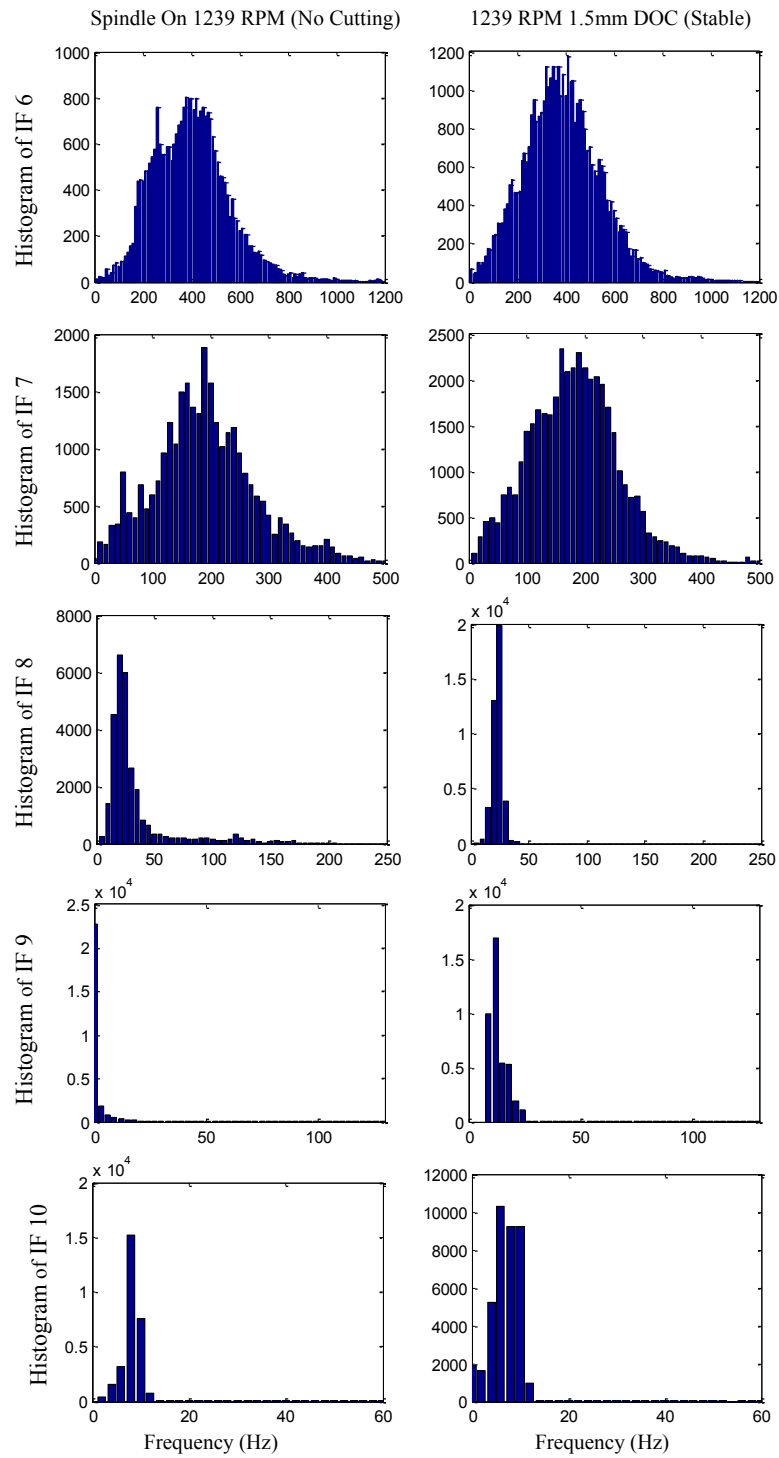 Spindle On 1239 RPM (No Cutting)
1239 RPM 1.5mm DOC (Stable)
Histogram of IF 6
1000
800
600
400
200
0
0 200 400 600 800 1000 1200
1200
1000
800
600
400
200
0
0 200 400 600 800 1000 1200
Histogram of IF 7
2000
1500
1000
500
0
0 100 200 300 400 500
2500
2000
1500
1000
500
0
0 100 200 300 400 500
Histogram of IF 8
8000
6000
4000
2000
0
0 50 100 150 200 250
x 10⁴
2
1.5
1
0.5
0
0 50 100 150 200 250
Histogram of IF 9
x 10⁴
2.5
2
1.5
1
0.5
0
0 50 100
x 10⁴
2
1.5
1
0.5
0
0 50 100
Histogram of IF 10
x 10⁴
2
1.5
1
0.5
0
0 20 40 60
Frequency (Hz)
12000
10000
8000
6000
4000
2000
0
0 20 40 60
Frequency (Hz)